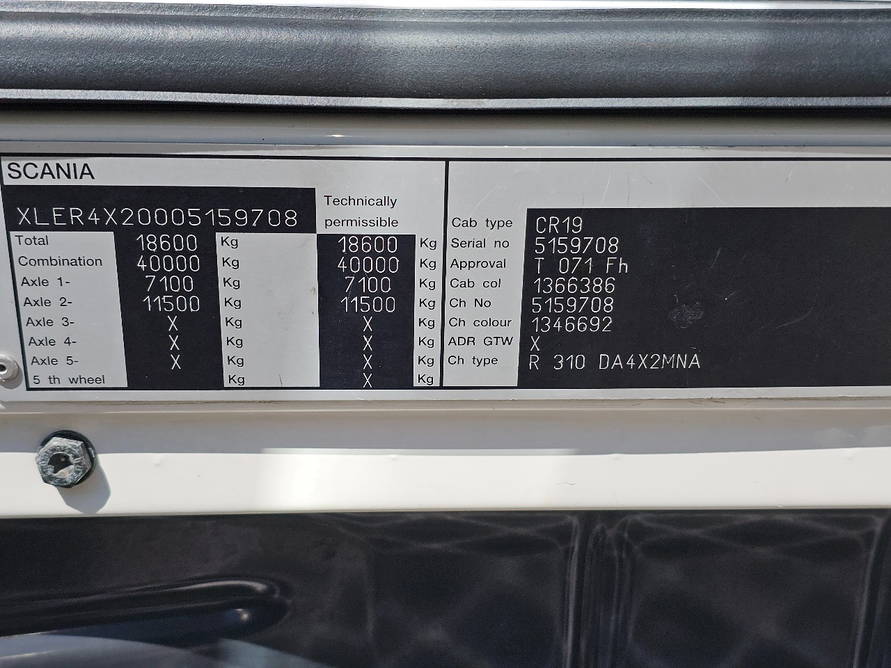 SCANIA
XLER4X20005159708
Technically
permissible
Total 18600 Kg 18600 Kg
Combination 40000 Kg 40000 Kg
Axle 1- 7100 Kg 7100 Kg
Axle 2- 11500 Kg 11500 Kg
Axle 3- X Kg X Kg
Axle 4- X Kg X Kg
Axle 5- X Kg X Kg
5 th wheel Kg X Kg
Cab type CR19
Serial no 5159708
Approval T 071 Fh
Cab col 1366386
Ch No 5159708
Ch colour 1346692
ADR GTW X
Ch type R 310 DA4X2MNA